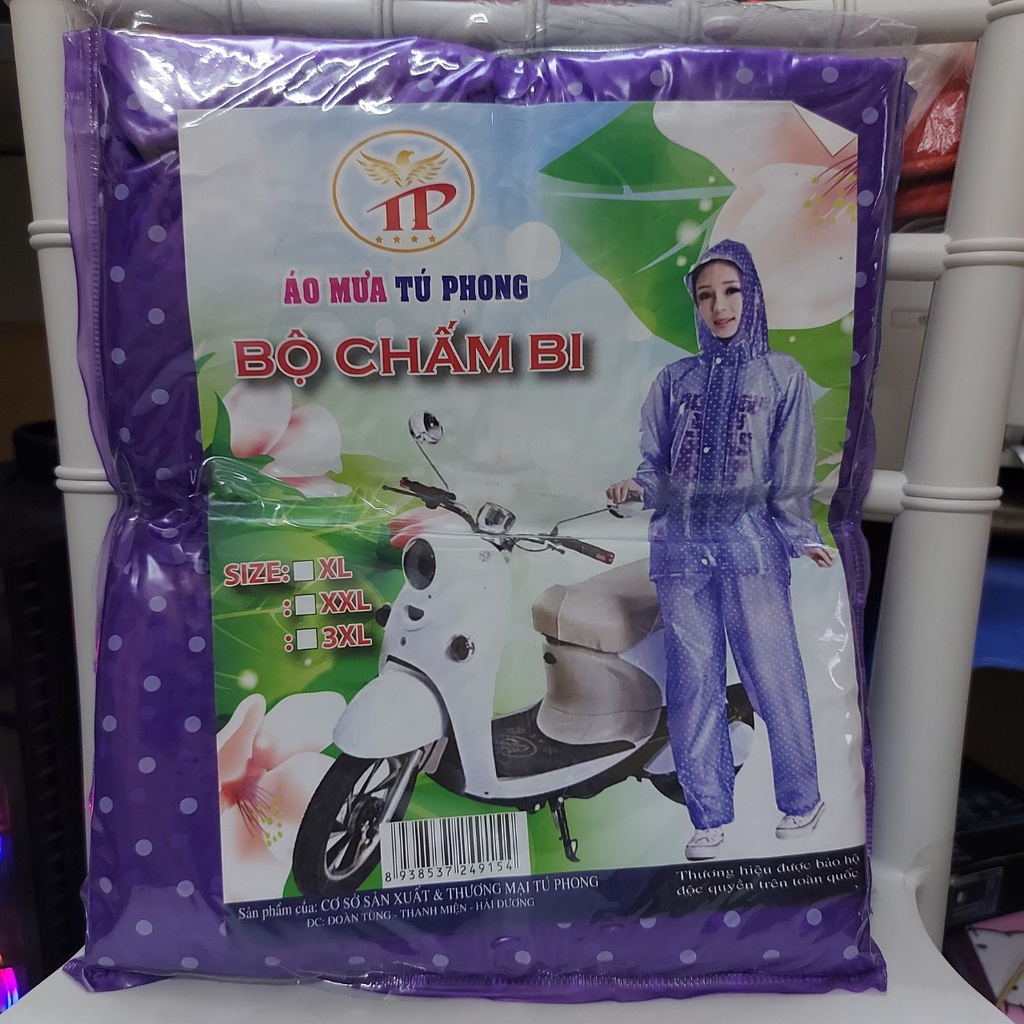 TP
ÁO MƯA TÚ PHONG
BỘ CHẤM BI
SIZE: XL
: XXL
: 3XL
8 938537 249154
Sản phẩm của: CƠ SỞ SẢN XUẤT & THƯƠNG MẠI TÚ PHONG
ĐC: ĐOÀN TÙNG - THANH MIỆN - HẢI DƯƠNG
Thương hiệu được bảo hộ
độc quyền trên toàn quốc